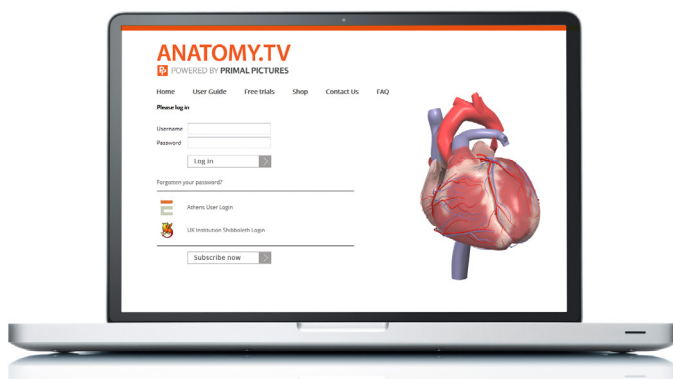 ANATOMY.TV
POWERED BY PRIMAL PICTURES
Home User Guide Free trials Shop Contact Us FAQ
Please log in
Username
Password
Log in
Forgotten your password?
Athens User Login
UK Institution Shibboleth Login
Subscribe now